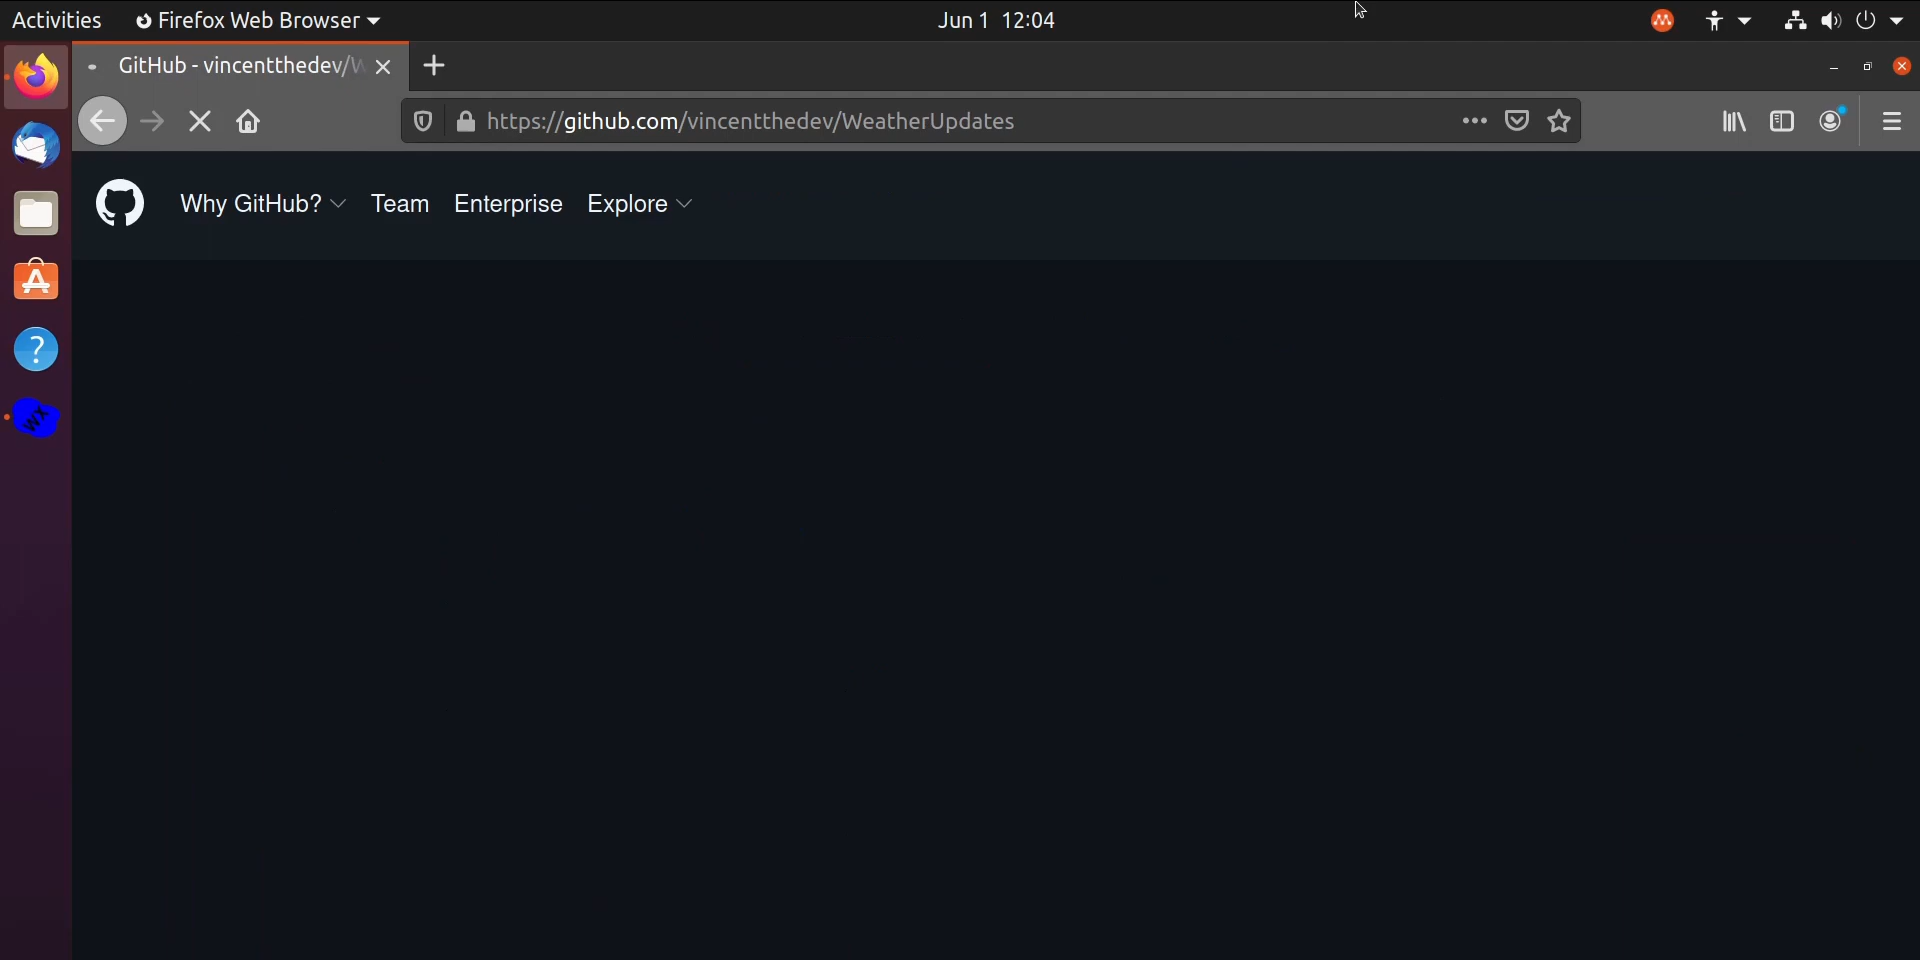 Activities Firefox Web Browser Jun 1 12:04
GitHub - vincentthedev/W
https://github.com/vincentthedev/WeatherUpdates
Why GitHub? Team Enterprise Explore
WX